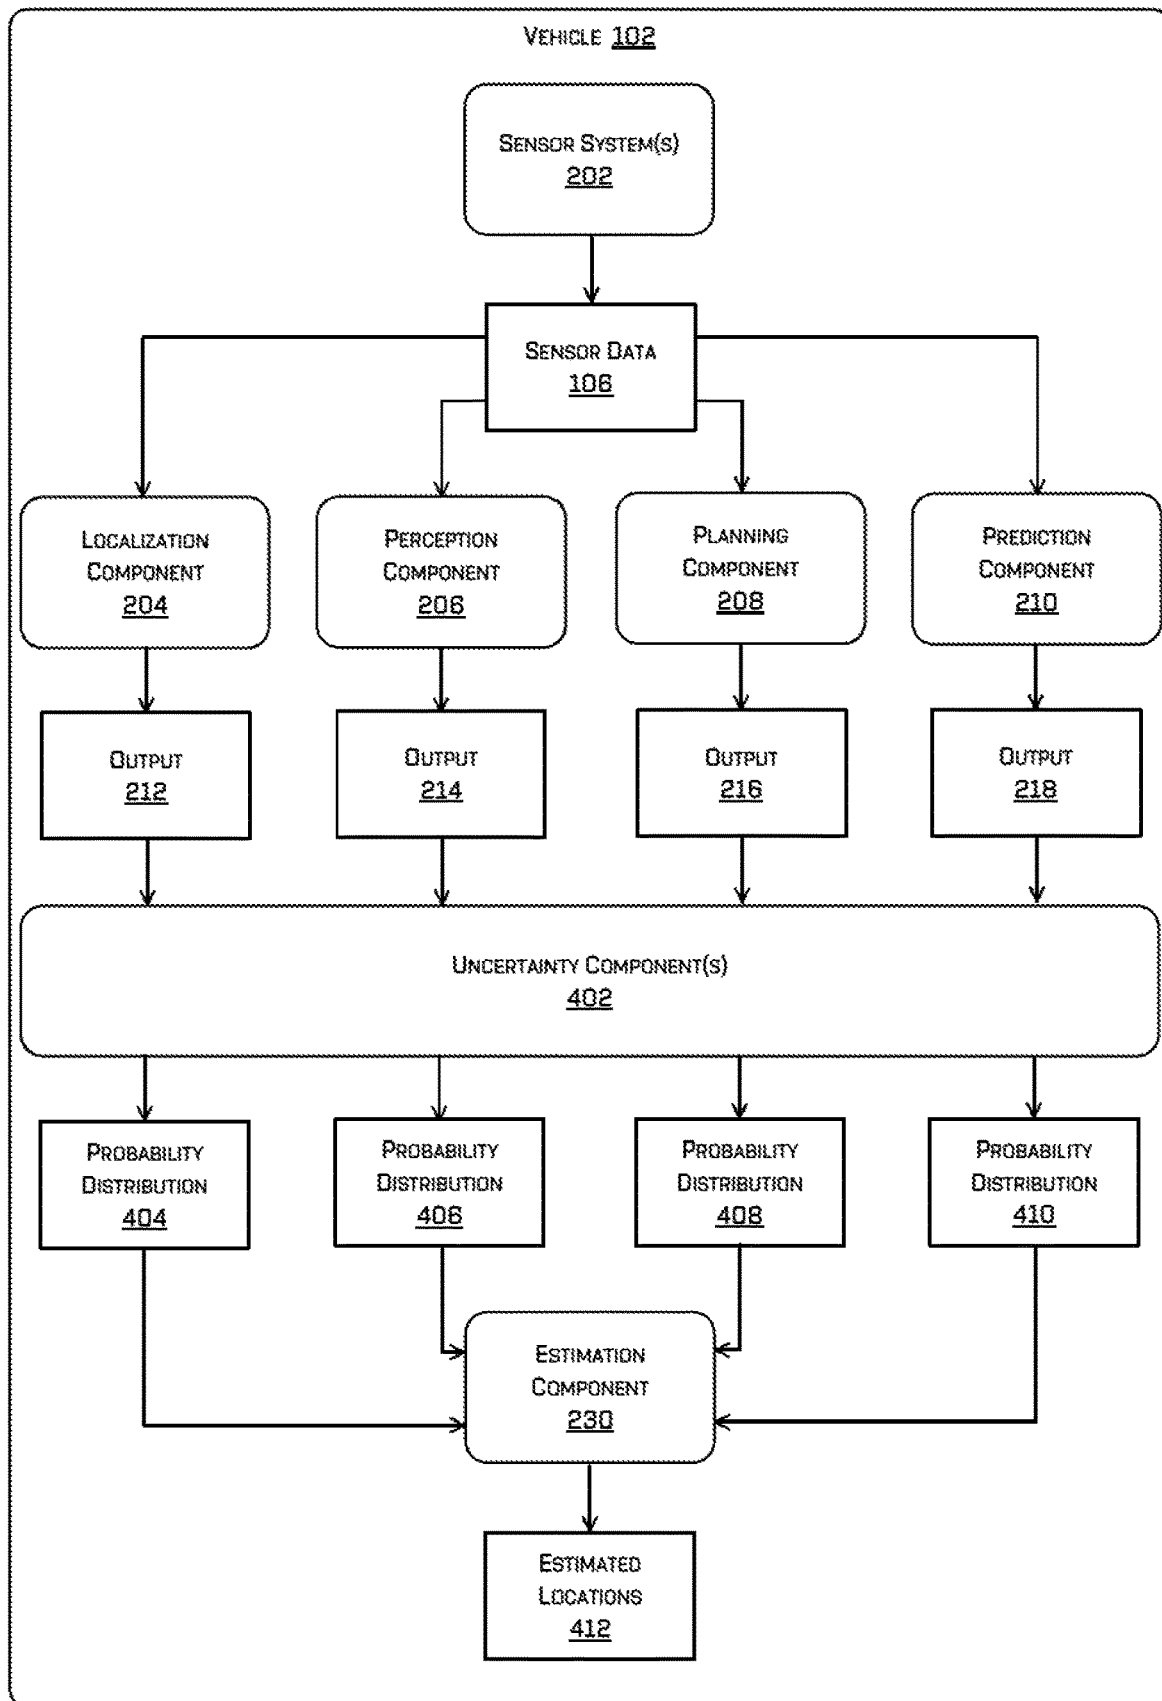 VEHICLE 102
SENSOR SYSTEM(S)
202
SENSOR DATA
106
LOCALIZATION
COMPONENT
204
PERCEPTION
COMPONENT
206
PLANNING
COMPONENT
208
PREDICTION
COMPONENT
210
OUTPUT
212
OUTPUT
214
OUTPUT
216
OUTPUT
218
UNCERTAINTY COMPONENT(S)
402
PROBABILITY
DISTRIBUTION
404
PROBABILITY
DISTRIBUTION
406
PROBABILITY
DISTRIBUTION
408
PROBABILITY
DISTRIBUTION
410
ESTIMATION
COMPONENT
230
ESTIMATED
LOCATIONS
412